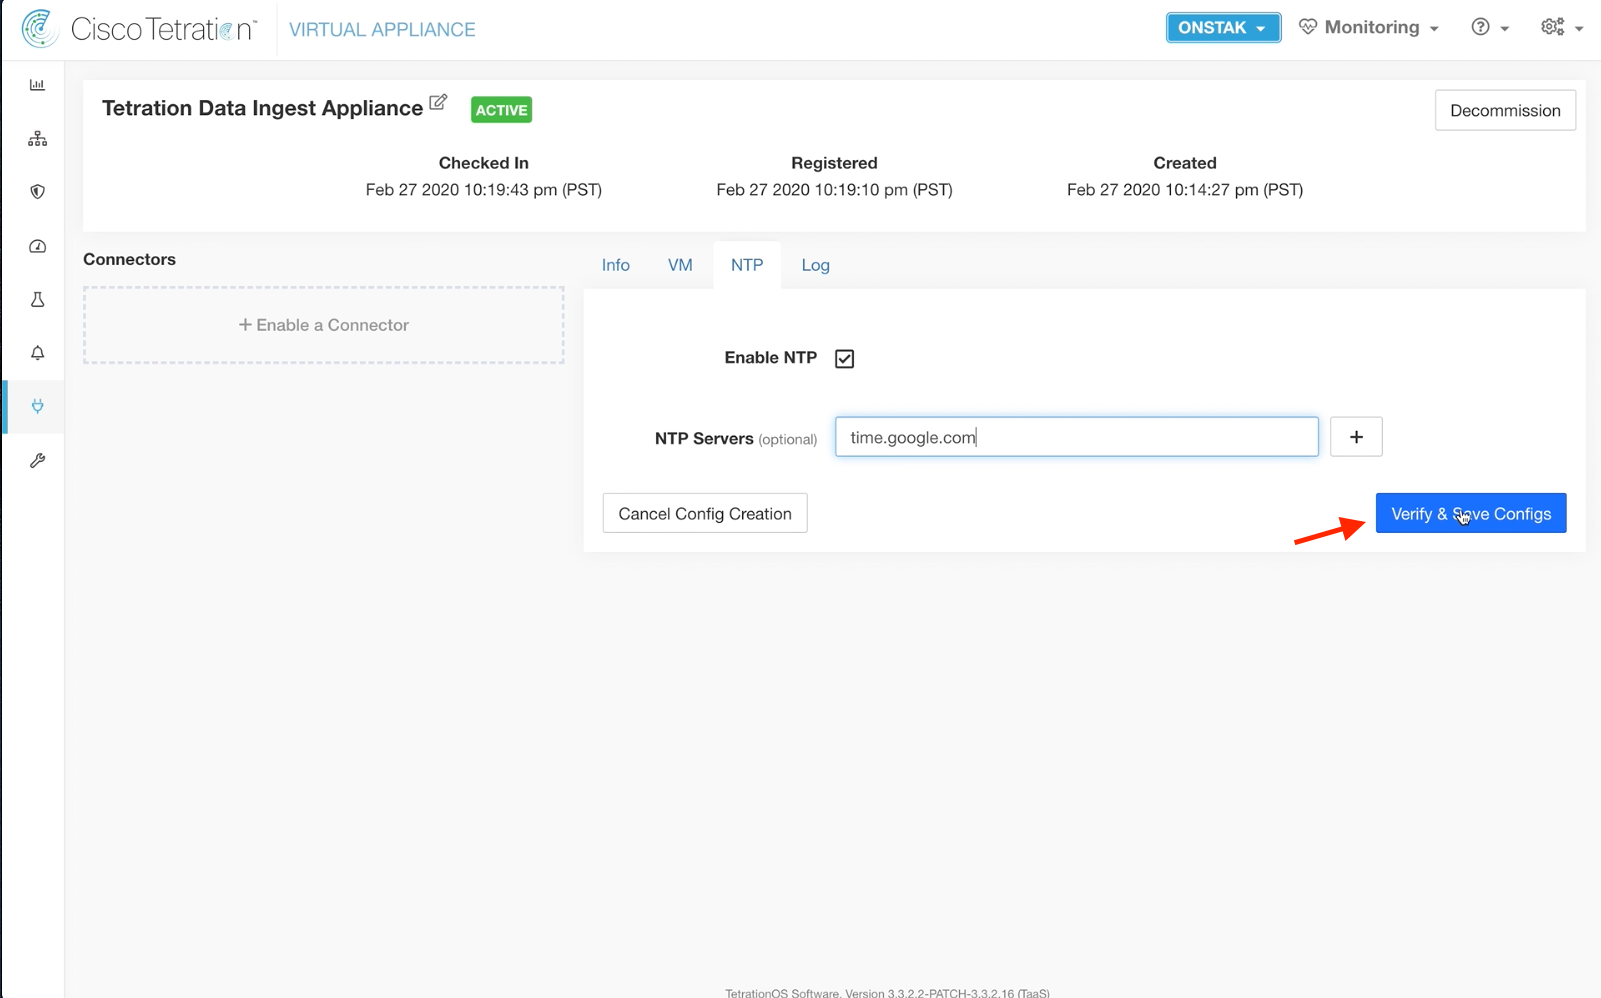 Cisco Tetration™ VIRTUAL APPLIANCE ONSTAK Monitoring
Tetration Data Ingest Appliance ACTIVE Decommission
Checked In Registered Created
Feb 27 2020 10:19:43 pm (PST) Feb 27 2020 10:19:10 pm (PST) Feb 27 2020 10:14:27 pm (PST)
Connectors
+ Enable a Connector
Info VM NTP Log
Enable NTP
NTP Servers (optional) time.google.com +
Cancel Config Creation Verify & Save Configs
TetrationOS Software, Version 3.3.2.2-PATCH-3.3.2.16 (TaaS)